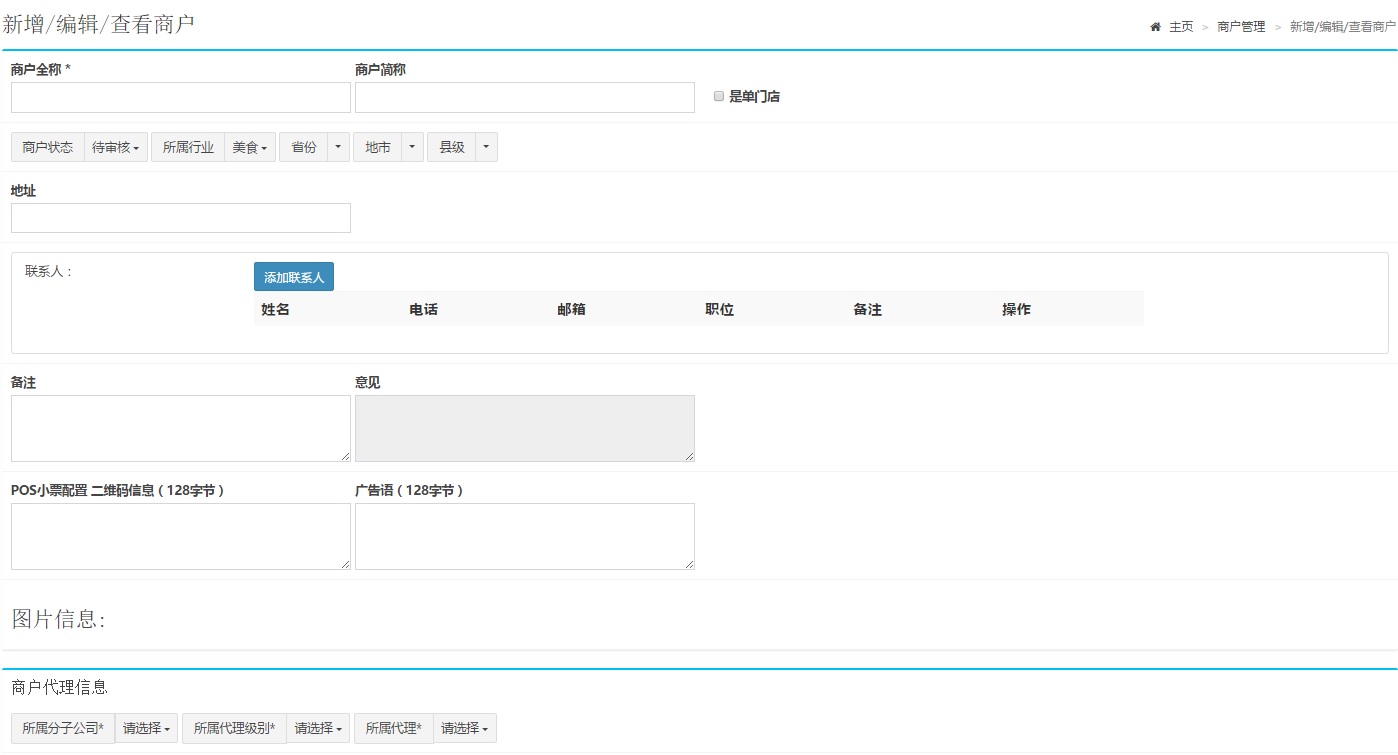 新增/编辑/查看商户
主页 > 商户管理 > 新增/编辑/查看商户
商户全称 * 商户简称
是单门店
商户状态 待审核 所属行业 美食 省份 地市 县级
地址
联系人：
添加联系人
姓名 电话 邮箱 职位 备注 操作
备注 意见
POS小票配置 二维码信息（128字节） 广告语（128字节）
图片信息:
商户代理信息
所属分子公司* 请选择 所属代理级别* 请选择 所属代理* 请选择